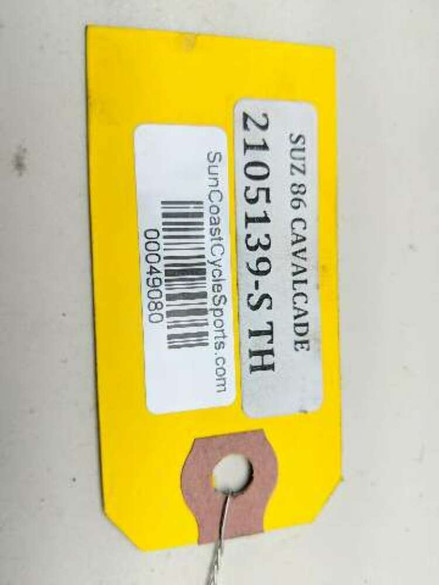 SUZ 86 CAVALCADE
2105139-S TH
SunCoastCycleSports.com
00049080